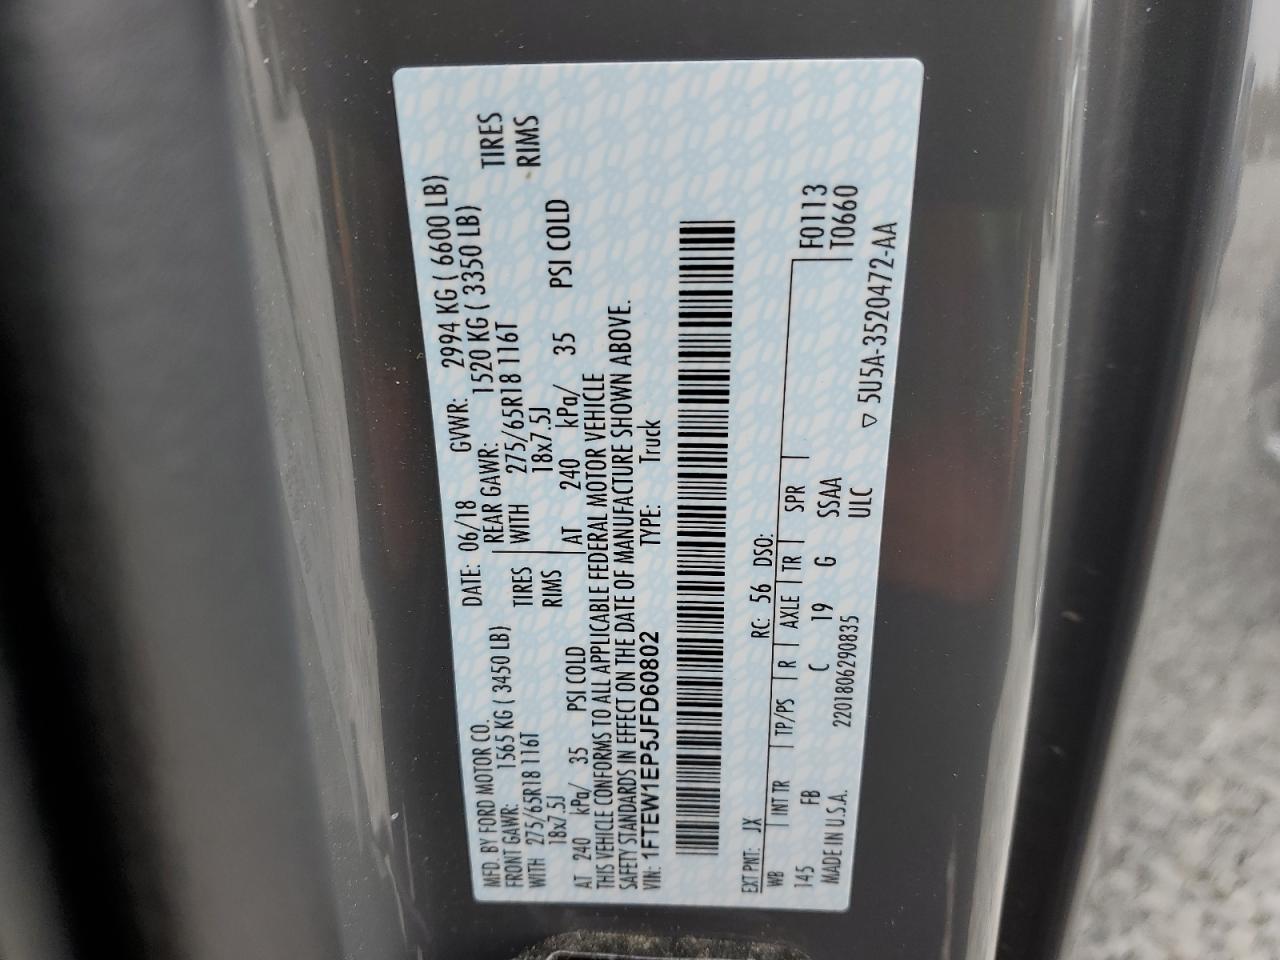 MFD. BY FORD MOTOR CO.
DATE: 06/18 GVWR: 2994 KG ( 6600 LB)
FRONT GAWR: 1565 KG ( 3450 LB) REAR GAWR: 1520 KG ( 3350 LB)
WITH 275/65R18 116T TIRES WITH 275/65R18 116T TIRES
18x7.5J RIMS 18x7.5J RIMS
AT 240 kPa/ 35 PSI COLD AT 240 kPa/ 35 PSI COLD
THIS VEHICLE CONFORMS TO ALL APPLICABLE FEDERAL MOTOR VEHICLE
SAFETY STANDARDS IN EFFECT ON THE DATE OF MANUFACTURE SHOWN ABOVE.
VIN: 1FTEW1EP5JFD60802 TYPE: Truck
EXT PNT: JX RC: 56 DSO:
WB INT TR TP/PS R AXLE TR SPR F0113
145 FB C 19 G SSAA T0660
MADE IN U.S.A. 2201806290835 ULC ▽ 5U5A-3520472-AA